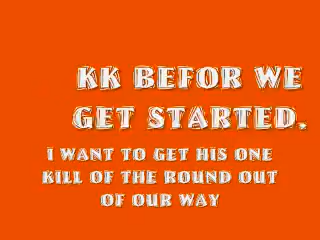 KK BEFOR WE
GET STARTED.
I WANT TO GET HIS ONE
KILL OF THE ROUND OUT
OF OUR WAY